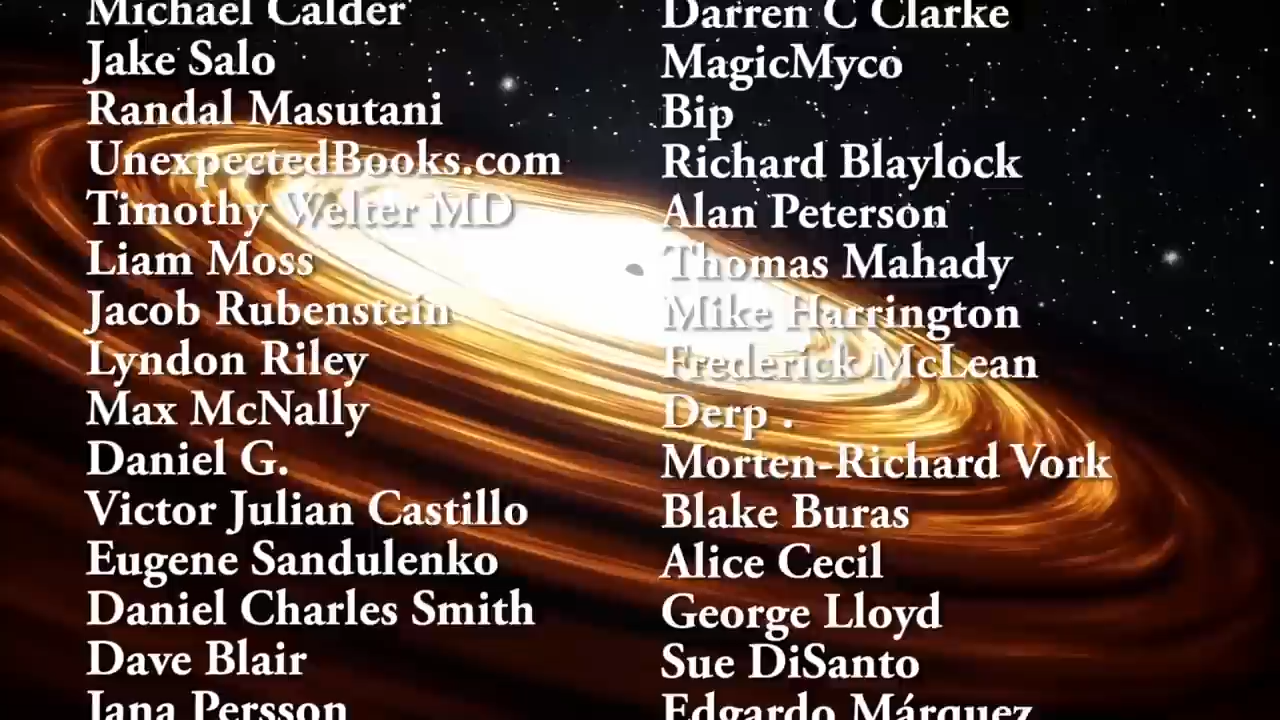 Michael Calder
Jake Salo
Randal Masutani
UnexpectedBooks.com
Timothy Welter MD
Liam Moss
Jacob Rubenstein
Lyndon Riley
Max McNally
Daniel G.
Victor Julian Castillo
Eugene Sandulenko
Daniel Charles Smith
Dave Blair
Jana Persson
Darren C Clarke
MagicMyco
Bip
Richard Blaylock
Alan Peterson
Thomas Mahady
Mike Harrington
Frederick McLean
Derp .
Morten-Richard Vork
Blake Buras
Alice Cecil
George Lloyd
Sue DiSanto
Edgardo Márquez